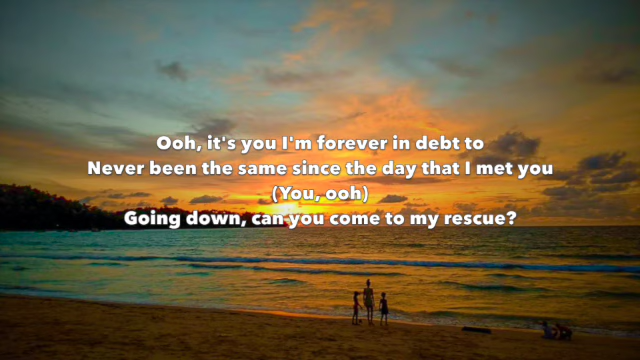 Ooh, it's you I'm forever in debt to
Never been the same since the day that I met you
(You, ooh)
Going down, can you come to my rescue?